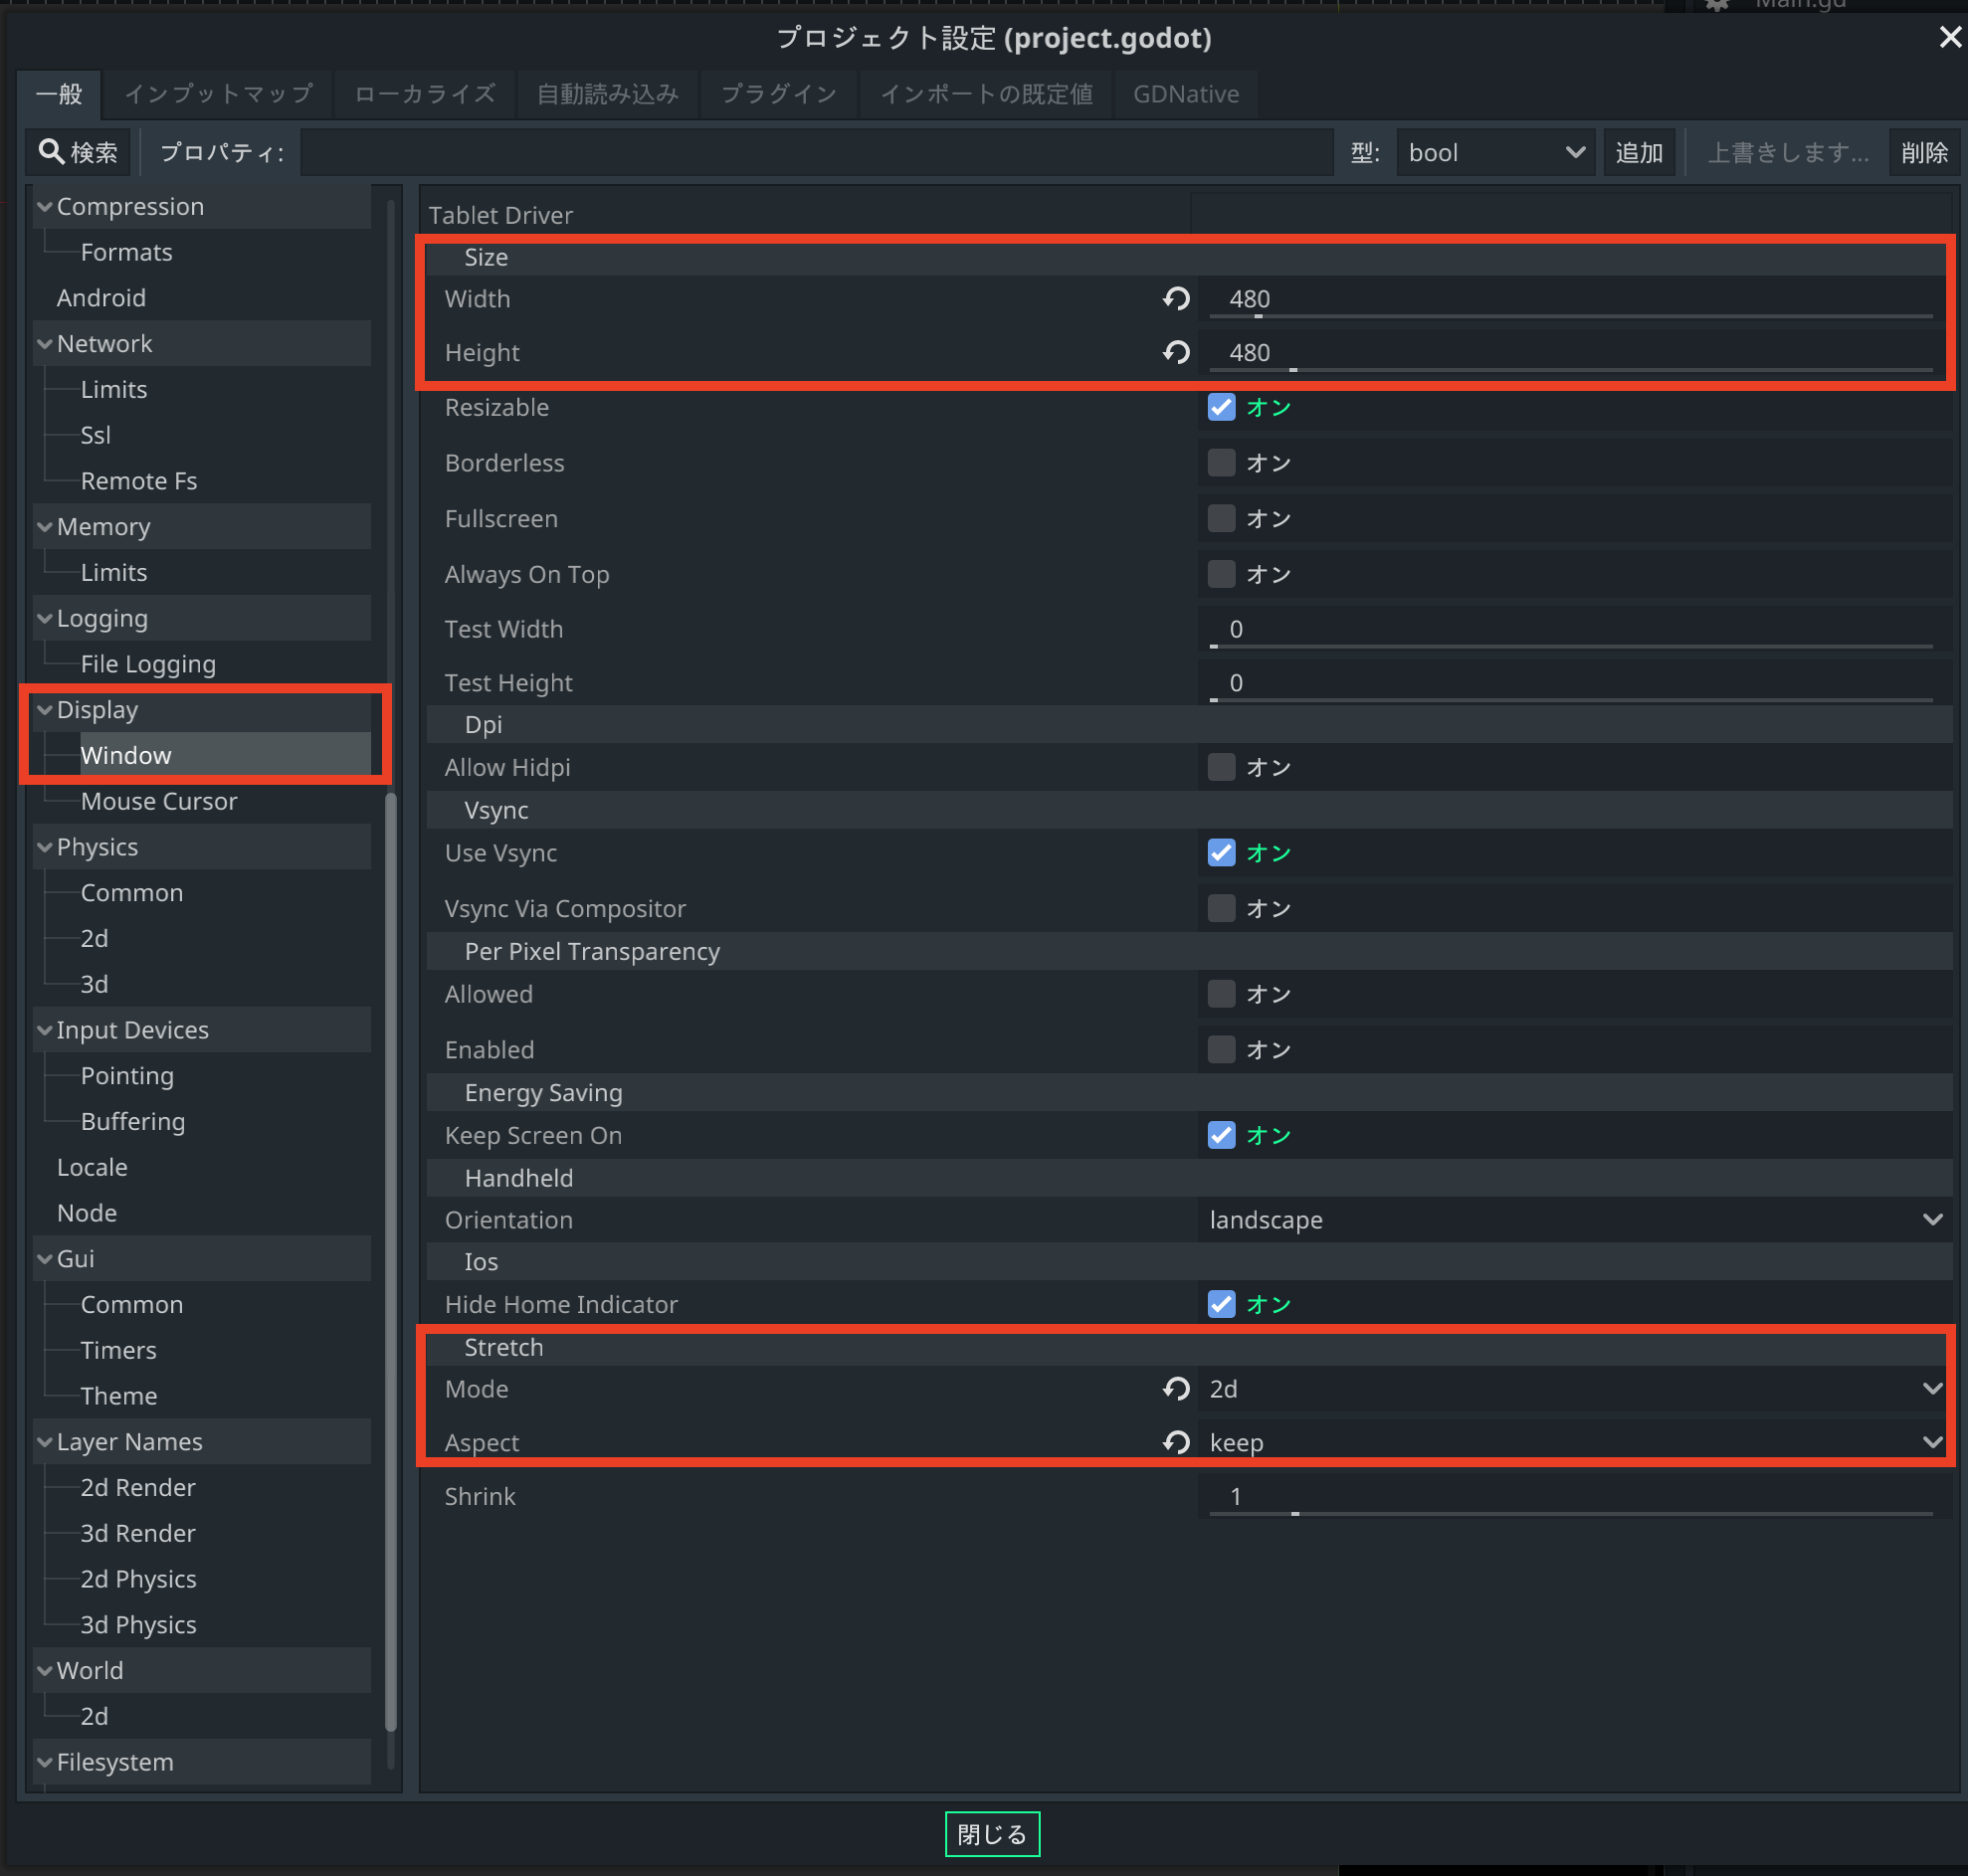 Main.gd
プロジェクト設定 (project.godot)
一般 インプットマップ ローカライズ 自動読み込み プラグイン インポートの既定値 GDNative
検索 プロパティ: 型: bool 追加 上書きします... 削除
Compression
Formats
Android
Network
Limits
Ssl
Remote Fs
Memory
Limits
Logging
File Logging
Display
Window
Mouse Cursor
Physics
Common
2d
3d
Input Devices
Pointing
Buffering
Locale
Node
Gui
Common
Timers
Theme
Layer Names
2d Render
3d Render
2d Physics
3d Physics
World
2d
Filesystem
Tablet Driver
Size
Width 480
Height 480
Resizable オン
Borderless オン
Fullscreen オン
Always On Top オン
Test Width 0
Test Height 0
Dpi
Allow Hidpi オン
Vsync
Use Vsync オン
Vsync Via Compositor オン
Per Pixel Transparency
Allowed オン
Enabled オン
Energy Saving
Keep Screen On オン
Handheld
Orientation landscape
Ios
Hide Home Indicator オン
Stretch
Mode 2d
Aspect keep
Shrink 1
閉じる